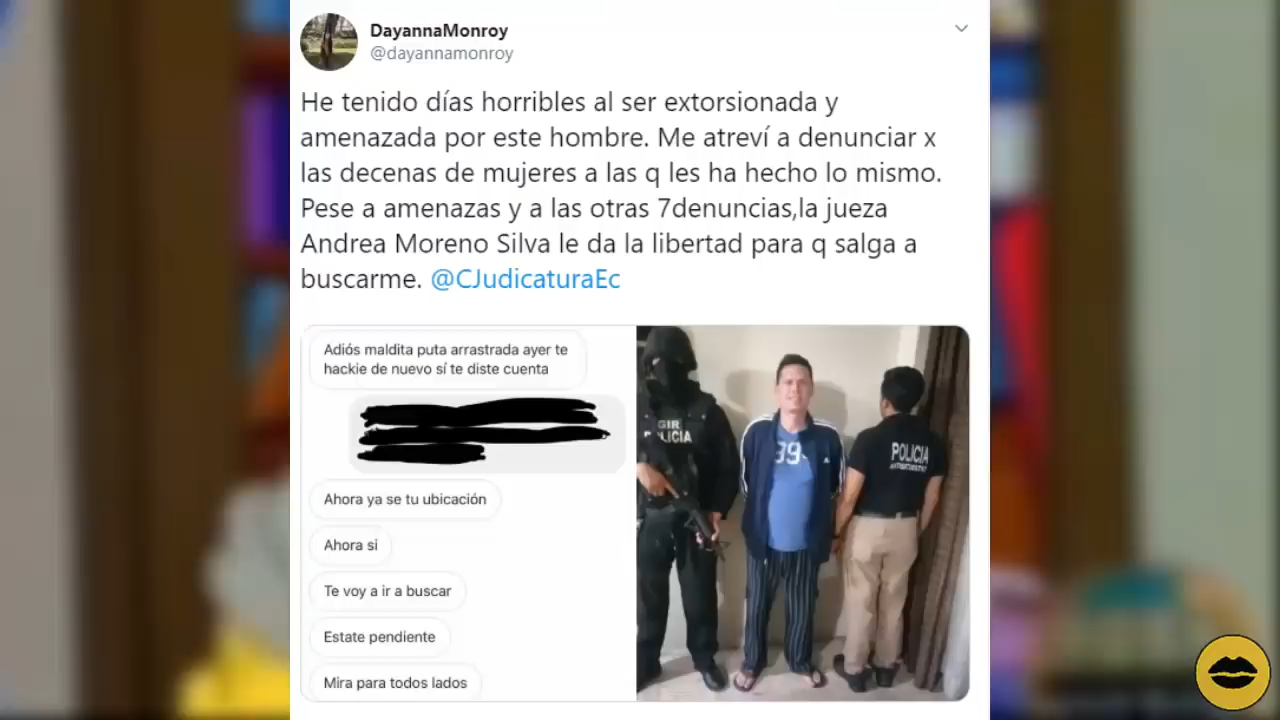 DayannaMonroy
@dayannamonroy
He tenido días horribles al ser extorsionada y
amenazada por este hombre. Me atreví a denunciar x
las decenas de mujeres a las q les ha hecho lo mismo.
Pese a amenazas y a las otras 7denuncias,la jueza
Andrea Moreno Silva le da la libertad para q salga a
buscarme. @CJudicaturaEc
Adiós maldita puta arrastrada ayer te
hackie de nuevo sí te diste cuenta
Ahora ya se tu ubicación
Ahora si
Te voy a ir a buscar
Estate pendiente
Mira para todos lados
GIR
POLICIA
39
POLICIA